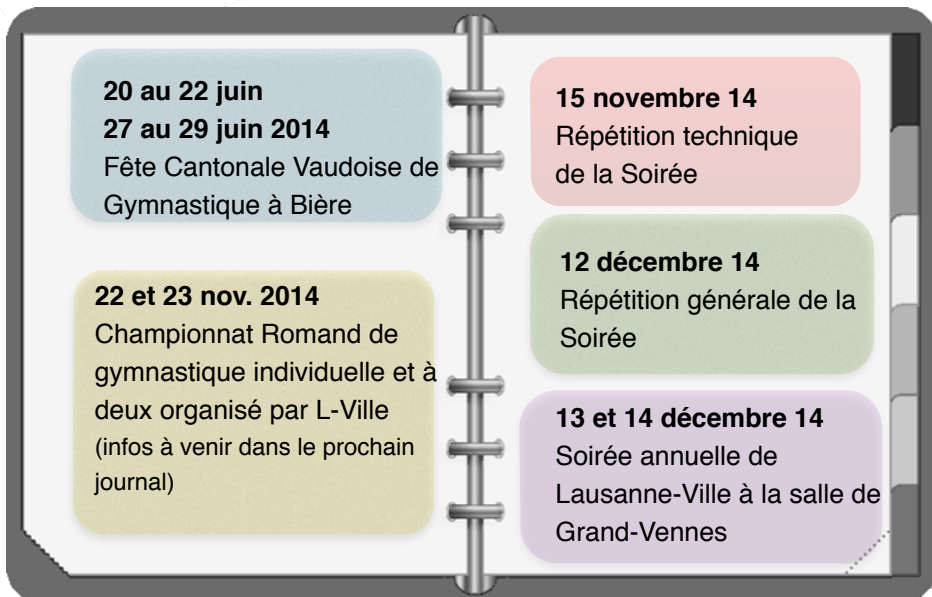 20 au 22 juin
27 au 29 juin 2014
Fête Cantonale Vaudoise de
Gymnastique à Bière
22 et 23 nov. 2014
Championnat Romand de
gymnastique individuelle et à
deux organisé par L-Ville
(infos à venir dans le prochain
journal)
15 novembre 14
Répétition technique
de la Soirée
12 décembre 14
Répétition générale de la
Soirée
13 et 14 décembre 14
Soirée annuelle de
Lausanne-Ville à la salle de
Grand-Vennes